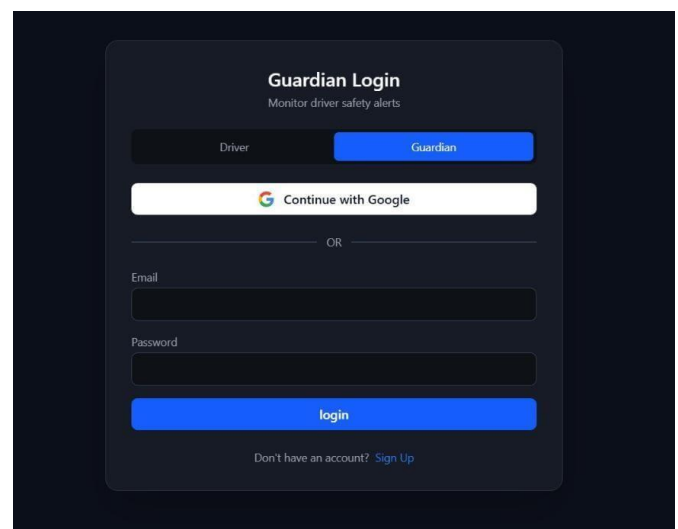 Guardian Login
Monitor driver safety alerts
Driver Guardian
Continue with Google
OR
Email
Password
login
Don't have an account? Sign Up